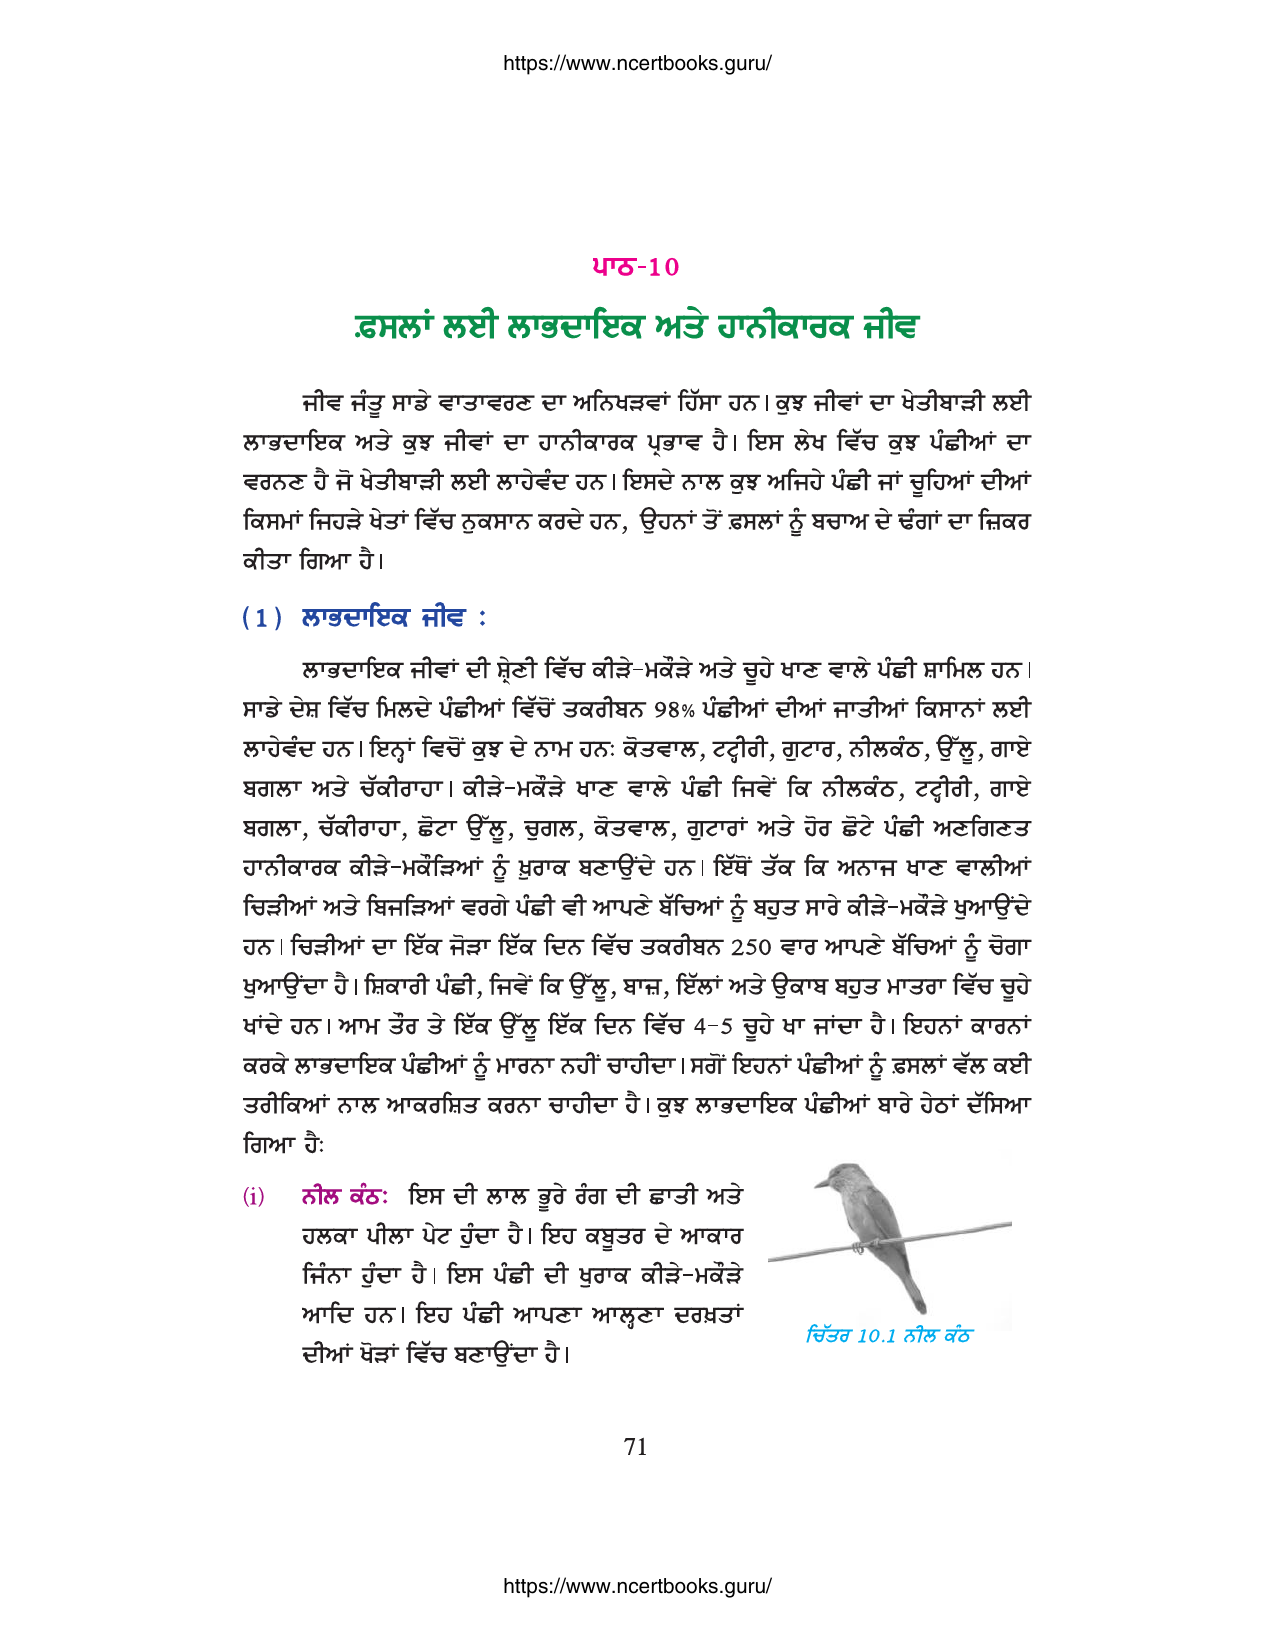 https://www.ncertbooks.guru/
ਪਾਠ-10
ਫ਼ਸਲਾਂ ਲਈ ਲਾਭਦਾਇਕ ਅਤੇ ਹਾਨੀਕਾਰਕ ਜੀਵ
ਜੀਵ ਜੰਤੂ ਸਾਡੇ ਵਾਤਾਵਰਣ ਦਾ ਅਨਿਖੜਵਾਂ ਹਿੱਸਾ ਹਨ। ਕੁਝ ਜੀਵਾਂ ਦਾ ਖੇਤੀਬਾੜੀ ਲਈ
ਲਾਭਦਾਇਕ ਅਤੇ ਕੁਝ ਜੀਵਾਂ ਦਾ ਹਾਨੀਕਾਰਕ ਪ੍ਰਭਾਵ ਹੈ। ਇਸ ਲੇਖ ਵਿੱਚ ਕੁਝ ਪੰਛੀਆਂ ਦਾ
ਵਰਨਣ ਹੈ ਜੋ ਖੇਤੀਬਾੜੀ ਲਈ ਲਾਹੇਵੰਦ ਹਨ। ਇਸਦੇ ਨਾਲ ਕੁਝ ਅਜਿਹੇ ਪੰਛੀ ਜਾਂ ਚੂਹਿਆਂ ਦੀਆਂ
ਕਿਸਮਾਂ ਜਿਹੜੇ ਖੇਤਾਂ ਵਿੱਚ ਨੁਕਸਾਨ ਕਰਦੇ ਹਨ, ਉਹਨਾਂ ਤੋਂ ਫ਼ਸਲਾਂ ਨੂੰ ਬਚਾਅ ਦੇ ਢੰਗਾਂ ਦਾ ਜ਼ਿਕਰ
ਕੀਤਾ ਗਿਆ ਹੈ।
(1) ਲਾਭਦਾਇਕ ਜੀਵ :
ਲਾਭਦਾਇਕ ਜੀਵਾਂ ਦੀ ਸ਼੍ਰੇਣੀ ਵਿੱਚ ਕੀੜੇ-ਮਕੌੜੇ ਅਤੇ ਚੂਹੇ ਖਾਣ ਵਾਲੇ ਪੰਛੀ ਸ਼ਾਮਿਲ ਹਨ।
ਸਾਡੇ ਦੇਸ਼ ਵਿੱਚ ਮਿਲਦੇ ਪੰਛੀਆਂ ਵਿੱਚੋਂ ਤਕਰੀਬਨ 98% ਪੰਛੀਆਂ ਦੀਆਂ ਜਾਤੀਆਂ ਕਿਸਾਨਾਂ ਲਈ
ਲਾਹੇਵੰਦ ਹਨ। ਇਨ੍ਹਾਂ ਵਿਚੋਂ ਕੁਝ ਦੇ ਨਾਮ ਹਨਃ ਕੋਤਵਾਲ, ਟਟ੍ਹੀਰੀ, ਗੁਟਾਰ, ਨੀਲਕੰਠ, ਉੱਲੂ, ਗਾਏ
ਬਗਲਾ ਅਤੇ ਚੱਕੀਰਾਹਾ। ਕੀੜੇ-ਮਕੌੜੇ ਖਾਣ ਵਾਲੇ ਪੰਛੀ ਜਿਵੇਂ ਕਿ ਨੀਲਕੰਠ, ਟਟ੍ਹੀਰੀ, ਗਾਏ
ਬਗਲਾ, ਚੱਕੀਰਾਹਾ, ਛੋਟਾ ਉੱਲੂ, ਚੁਗਲ, ਕੋਤਵਾਲ, ਗੁਟਾਰਾਂ ਅਤੇ ਹੋਰ ਛੋਟੇ ਪੰਛੀ ਅਣਗਿਣਤ
ਹਾਨੀਕਾਰਕ ਕੀੜੇ-ਮਕੌੜਿਆਂ ਨੂੰ ਖ਼ੁਰਾਕ ਬਣਾਉਂਦੇ ਹਨ। ਇੱਥੋਂ ਤੱਕ ਕਿ ਅਨਾਜ ਖਾਣ ਵਾਲੀਆਂ
ਚਿੜੀਆਂ ਅਤੇ ਬਿਜੜਿਆਂ ਵਰਗੇ ਪੰਛੀ ਵੀ ਆਪਣੇ ਬੱਚਿਆਂ ਨੂੰ ਬਹੁਤ ਸਾਰੇ ਕੀੜੇ-ਮਕੌੜੇ ਖੁਆਉਂਦੇ
ਹਨ। ਚਿੜੀਆਂ ਦਾ ਇੱਕ ਜੋੜਾ ਇੱਕ ਦਿਨ ਵਿੱਚ ਤਕਰੀਬਨ 250 ਵਾਰ ਆਪਣੇ ਬੱਚਿਆਂ ਨੂੰ ਚੋਗਾ
ਖੁਆਉਂਦਾ ਹੈ। ਸ਼ਿਕਾਰੀ ਪੰਛੀ, ਜਿਵੇਂ ਕਿ ਉੱਲੂ, ਬਾਜ਼, ਇੱਲਾਂ ਅਤੇ ਉਕਾਬ ਬਹੁਤ ਮਾਤਰਾ ਵਿੱਚ ਚੂਹੇ
ਖਾਂਦੇ ਹਨ। ਆਮ ਤੌਰ ਤੇ ਇੱਕ ਉੱਲੂ ਇੱਕ ਦਿਨ ਵਿੱਚ 4-5 ਚੂਹੇ ਖਾ ਜਾਂਦਾ ਹੈ। ਇਹਨਾਂ ਕਾਰਨਾਂ
ਕਰਕੇ ਲਾਭਦਾਇਕ ਪੰਛੀਆਂ ਨੂੰ ਮਾਰਨਾ ਨਹੀਂ ਚਾਹੀਦਾ। ਸਗੋਂ ਇਹਨਾਂ ਪੰਛੀਆਂ ਨੂੰ ਫ਼ਸਲਾਂ ਵੱਲ ਕਈ
ਤਰੀਕਿਆਂ ਨਾਲ ਆਕਰਸ਼ਿਤ ਕਰਨਾ ਚਾਹੀਦਾ ਹੈ। ਕੁਝ ਲਾਭਦਾਇਕ ਪੰਛੀਆਂ ਬਾਰੇ ਹੇਠਾਂ ਦੱਸਿਆ
ਗਿਆ ਹੈਃ
(i) ਨੀਲ ਕੰਠਃ ਇਸ ਦੀ ਲਾਲ ਭੂਰੇ ਰੰਗ ਦੀ ਛਾਤੀ ਅਤੇ
ਹਲਕਾ ਪੀਲਾ ਪੇਟ ਹੁੰਦਾ ਹੈ। ਇਹ ਕਬੂਤਰ ਦੇ ਆਕਾਰ
ਜਿੰਨਾ ਹੁੰਦਾ ਹੈ। ਇਸ ਪੰਛੀ ਦੀ ਖੁਰਾਕ ਕੀੜੇ-ਮਕੌੜੇ
ਆਦਿ ਹਨ। ਇਹ ਪੰਛੀ ਆਪਣਾ ਆਲ੍ਹਣਾ ਦਰਖ਼ਤਾਂ
ਦੀਆਂ ਖੋੜਾਂ ਵਿੱਚ ਬਣਾਉਂਦਾ ਹੈ।
ਚਿੱਤਰ 10.1 ਨੀਲ ਕੰਠ
71
https://www.ncertbooks.guru/